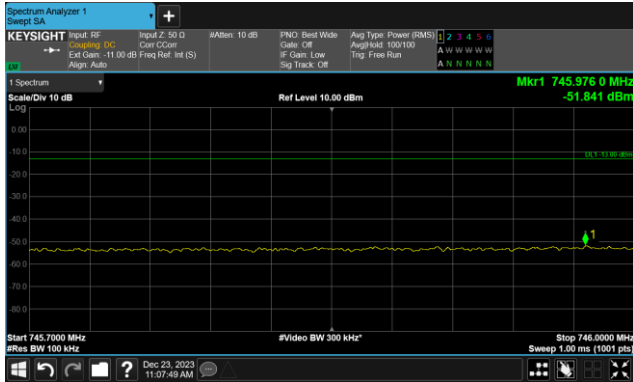 Spectrum Analyzer 1
Swept SA
+
KEYSIGHT
Input: RF
Coupling: DC
Ext Gain: -11.00 dB
Align: Auto
Input Z: 50 Ω
Corr CCorr
Freq Ref: Int (S)
#Atten: 10 dB
PNO: Best Wide
Gate: Off
IF Gain: Low
Sig Track: Off
Avg Type: Power (RMS)
Avg|Hold: 100/100
Trig: Free Run
1 2 3 4 5 6
A W W W W W
A N N N N N
LXI
1 Spectrum
Mkr1 745.976 0 MHz
Scale/Div 10 dB
Ref Level 10.00 dBm
-51.841 dBm
Log
0.00
-10.0
DL1 -13.00 dBm
-20.0
-30.0
-40.0
1
-50.0
-60.0
-70.0
-80.0
Start 745.7000 MHz
#Video BW 300 kHz*
Stop 746.0000 MHz
#Res BW 100 kHz
Sweep 1.00 ms (1001 pts)
?
Dec 23, 2023
11:07:49 AM